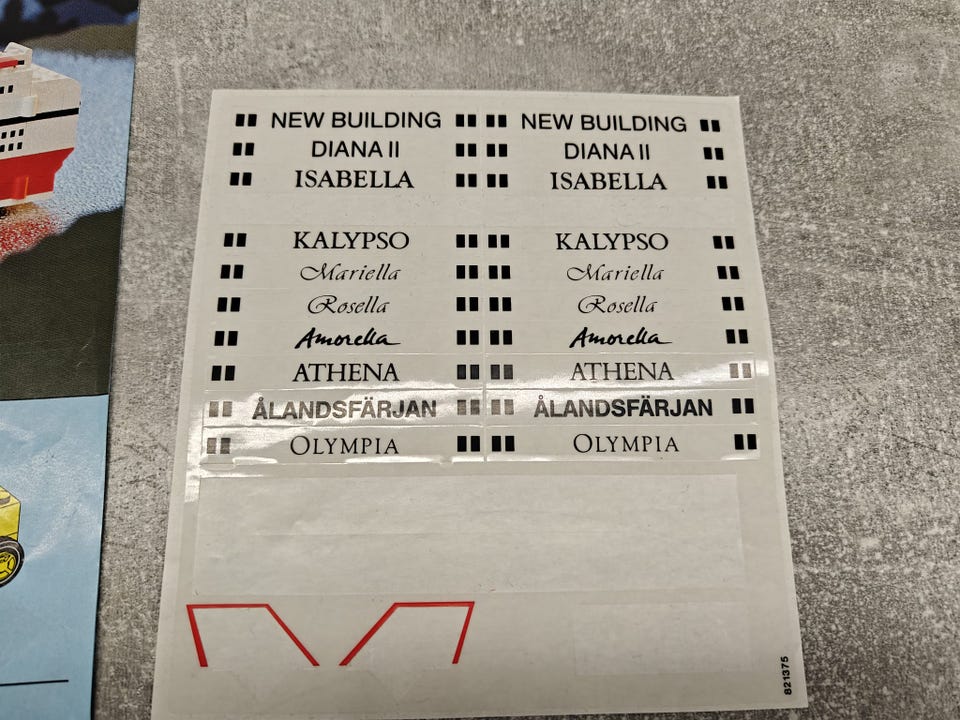 NEW BUILDING NEW BUILDING
DIANA II DIANA II
ISABELLA ISABELLA
KALYPSO KALYPSO
Mariella Mariella
Rosella Rosella
Amorella Amorella
ATHENA ATHENA
ÅLANDSFÄRJAN ÅLANDSFÄRJAN
OLYMPIA OLYMPIA
821375